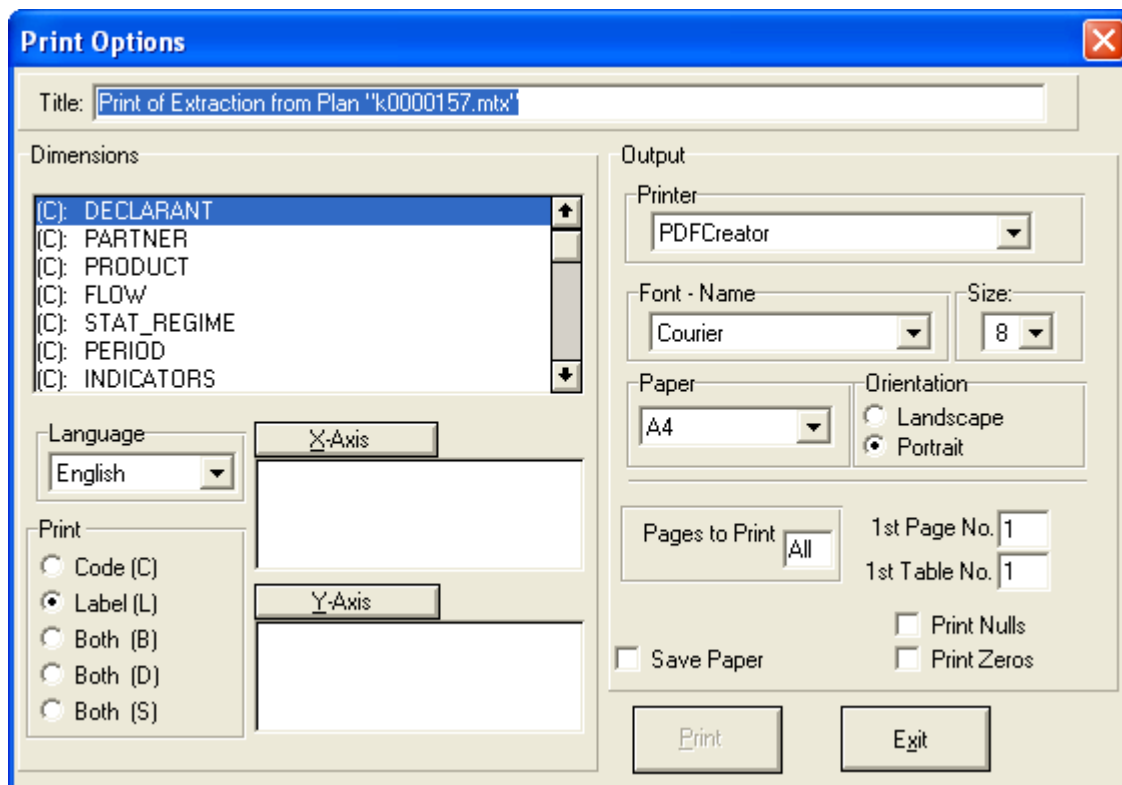 Print Options
Title: Print of Extraction from Plan "k0000157.mtx"
Dimensions
(C): DECLARANT
(C): PARTNER
(C): PRODUCT
(C): FLOW
(C): STAT_REGIME
(C): PERIOD
(C): INDICATORS
Language
English
X-Axis
Print
Code (C)
Label (L)
Both (B)
Both (D)
Both (S)
Y-Axis
Output
Printer
PDFCreator
Font - Name
Courier
Size:
8
Paper
A4
Orientation
Landscape
Portrait
Pages to Print All
1st Page No. 1
1st Table No. 1
Print Nulls
Save Paper
Print Zeros
Print
Exit